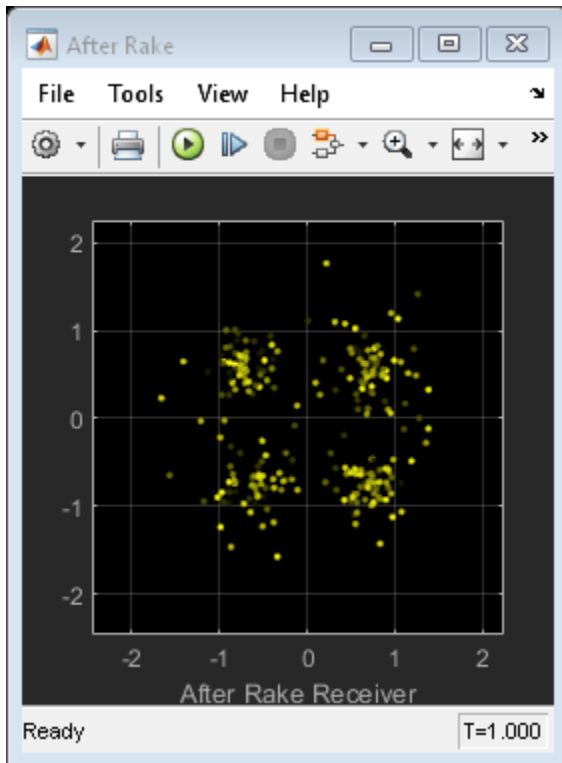 After Rake
File Tools View Help
2
1
0
-1
-2
-2 -1 0 1 2
After Rake Receiver
Ready T=1.000